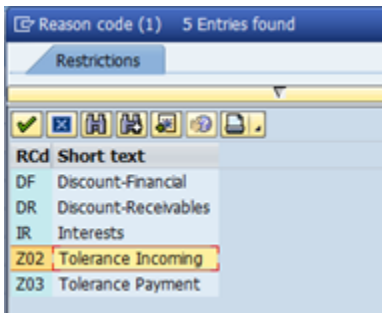 Reason code (1) 5 Entries found
Restrictions
RCd Short text
DF Discount-Financial
DR Discount-Receivables
IR Interests
Z02 Tolerance Incoming
Z03 Tolerance Payment